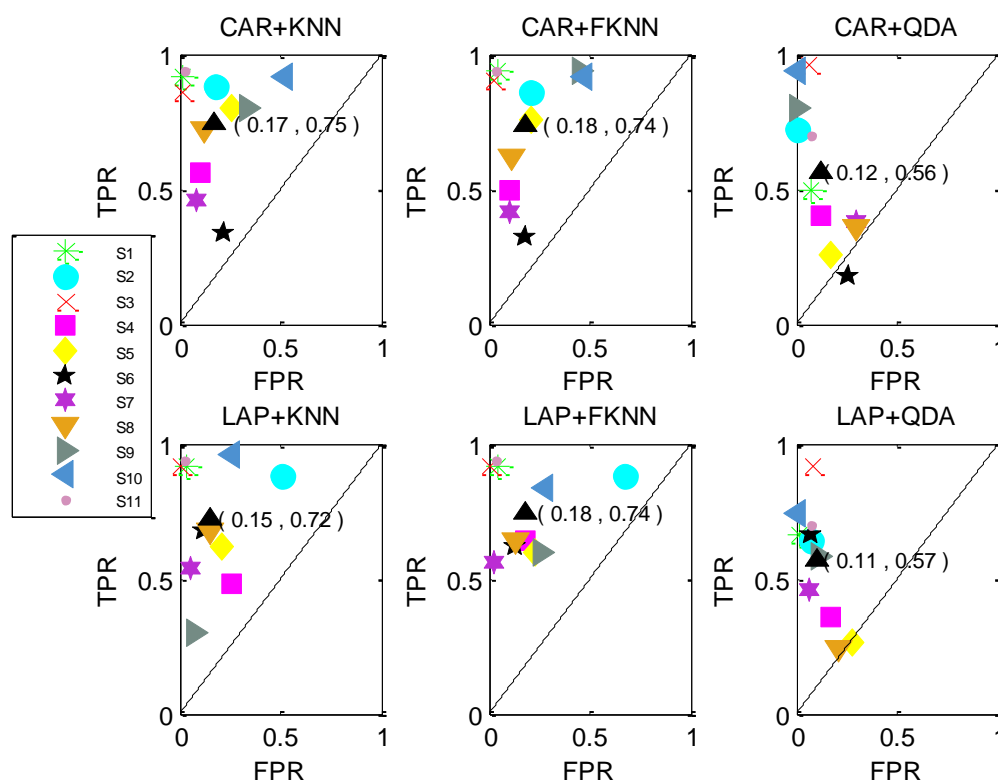 CAR+KNN
CAR+FKNN
CAR+QDA
1
0.5
0
TPR
( 0.17 , 0.75 )
0
0.5
1
FPR
1
0.5
0
TPR
( 0.18 , 0.74 )
0
0.5
1
FPR
1
0.5
0
TPR
( 0.12 , 0.56 )
0
0.5
1
FPR
S1
S2
S3
S4
S5
S6
S7
S8
S9
S10
S11
LAP+KNN
LAP+FKNN
LAP+QDA
1
0.5
0
TPR
( 0.15 , 0.72 )
0
0.5
1
FPR
1
0.5
0
TPR
( 0.18 , 0.74 )
0
0.5
1
FPR
1
0.5
0
TPR
( 0.11 , 0.57 )
0
0.5
1
FPR